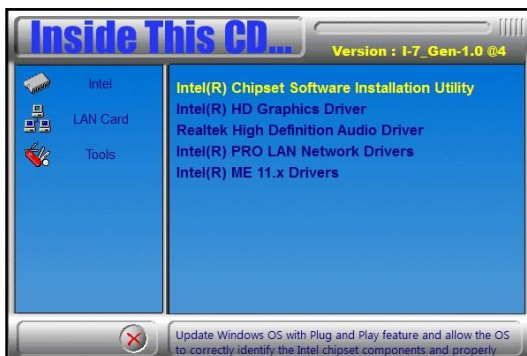 Inside This CD...
Version : I-7_Gen-1.0 @4
Intel
LAN Card
Tools
Intel(R) Chipset Software Installation Utility
Intel(R) HD Graphics Driver
Realtek High Definition Audio Driver
Intel(R) PRO LAN Network Drivers
Intel(R) ME 11.x Drivers
Update Windows OS with Plug and Play feature and allow the OS
to correctly identify the Intel chipset components and properly